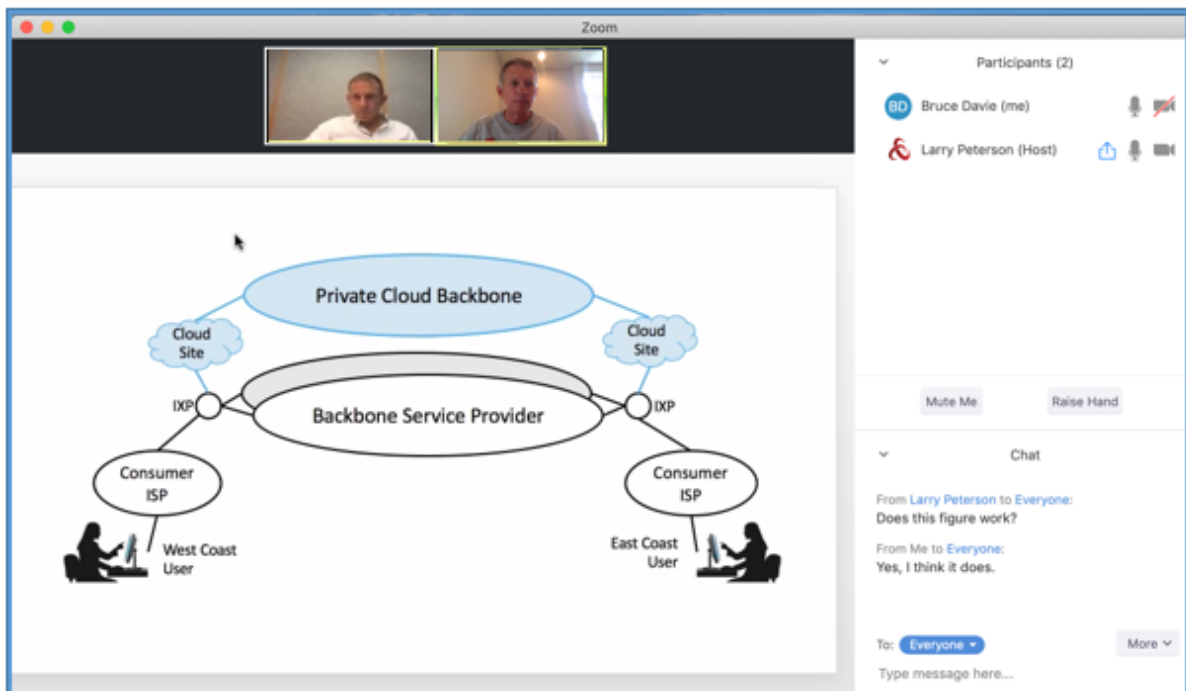 Zoom
Participants (2)
BD
Bruce Davie (me)
Larry Peterson (Host)
Mute Me
Raise Hand
Chat
From Larry Peterson to Everyone:
Does this figure work?
From Me to Everyone:
Yes, I think it does.
To: Everyone
More
Type message here...
Private Cloud Backbone
Cloud
Site
Cloud
Site
IXP
Backbone Service Provider
IXP
Consumer
ISP
Consumer
ISP
West Coast
User
East Coast
User